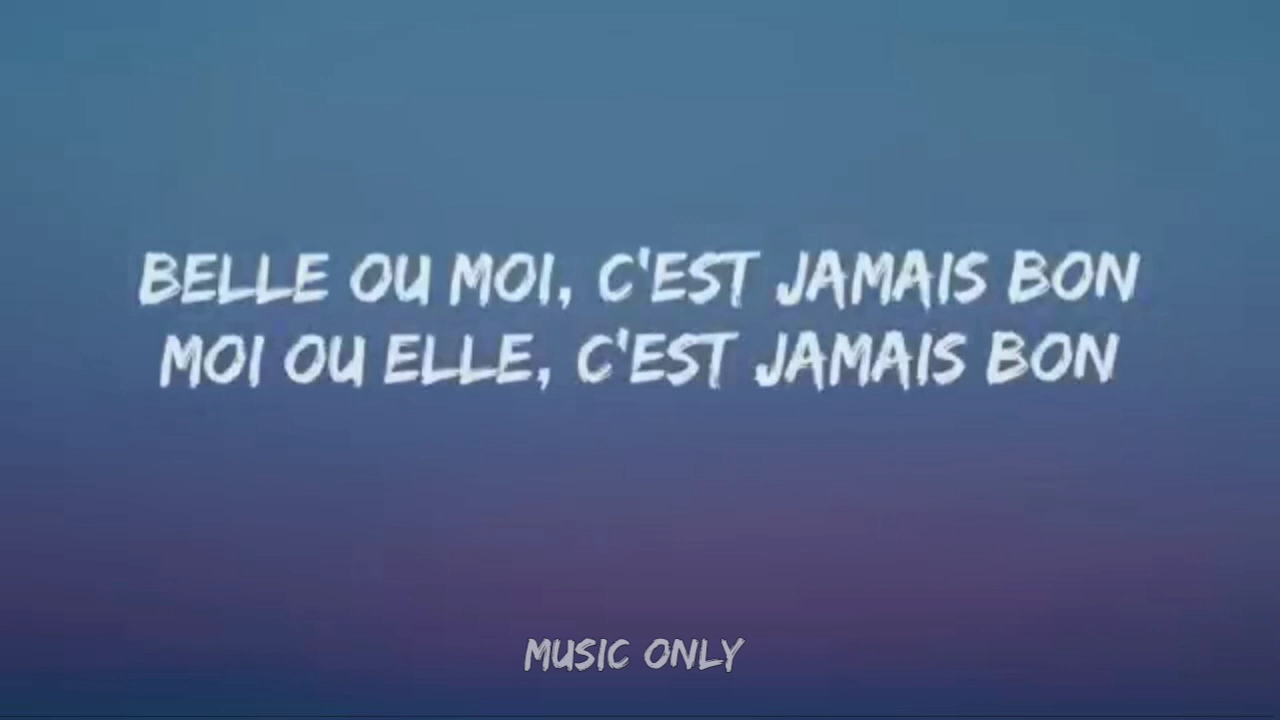 BELLE OU MOI, C'EST JAMAIS BON
MOI OU ELLE, C'EST JAMAIS BON
MUSIC ONLY